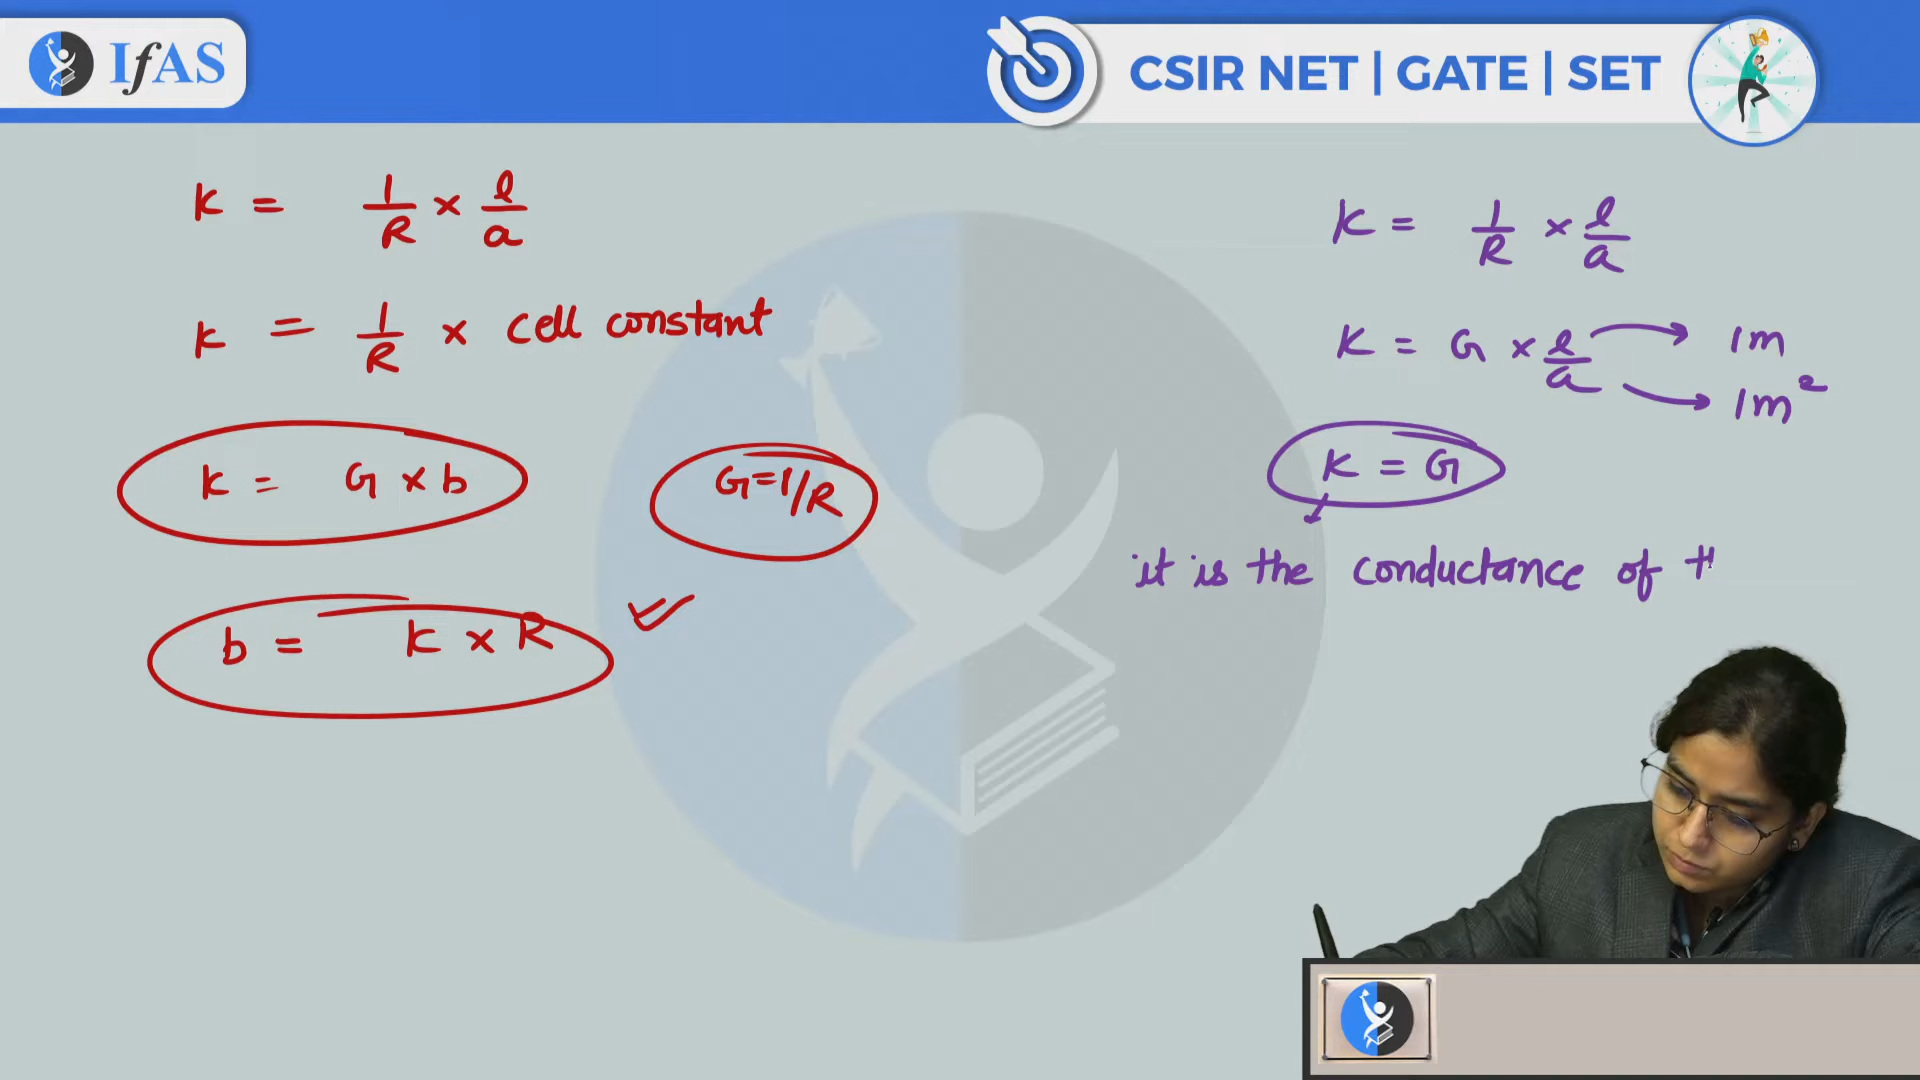 IfAS
CSIR NET | GATE | SET
K = 1/R × l/a
K = 1/R × cell constant
K = G × b
G=1/R
b = K × R
K = 1/R × l/a
K = G × l/a → 1m
→ 1m²
K = G
it is the conductance of